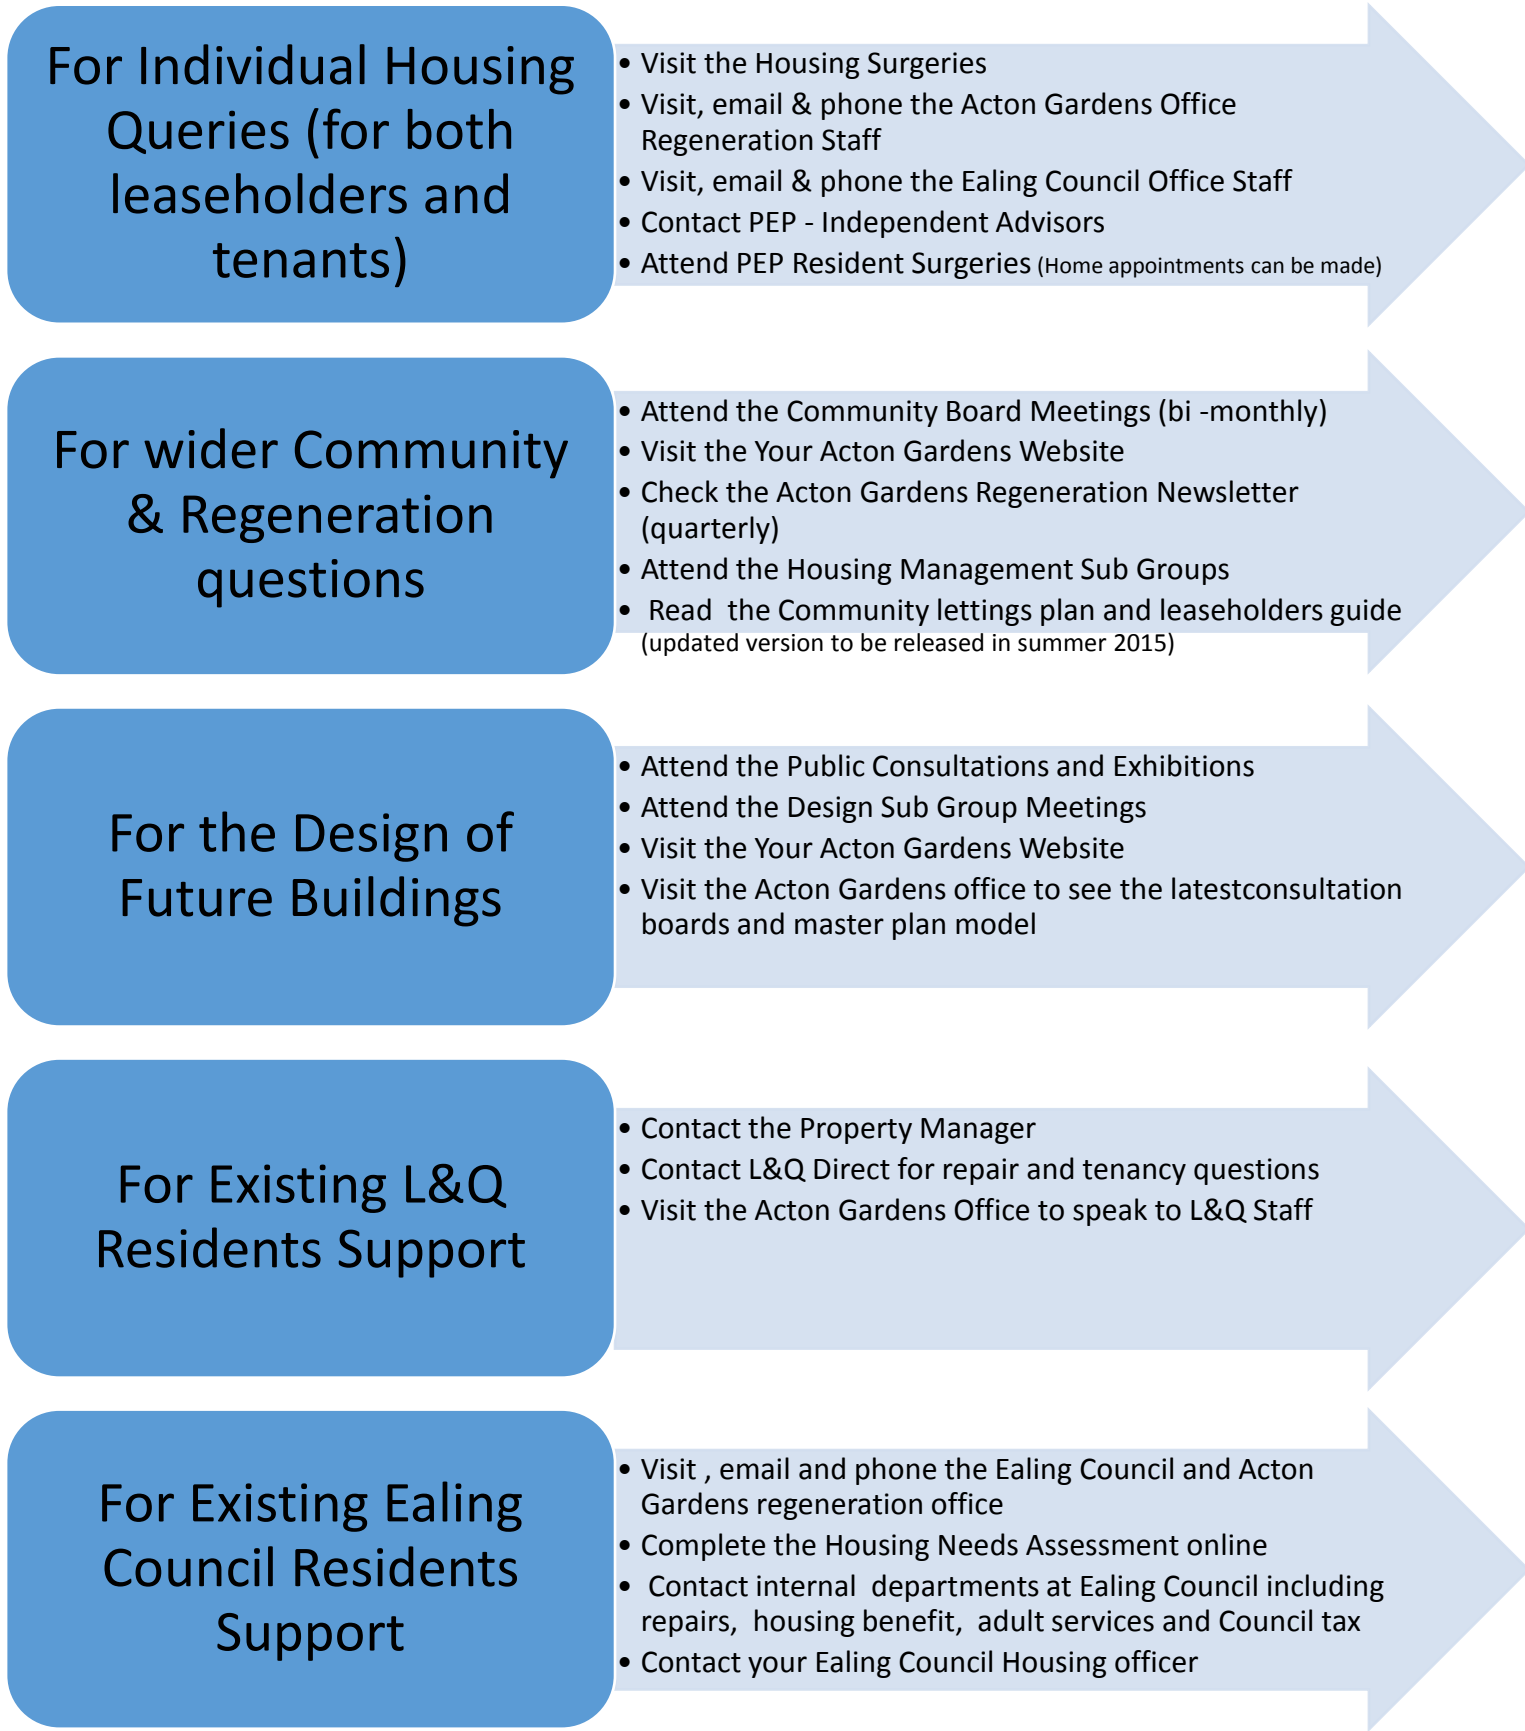 For Individual Housing
Queries (for both
leaseholders and
tenants)
• Visit the Housing Surgeries
• Visit, email & phone the Acton Gardens Office
Regeneration Staff
• Visit, email & phone the Ealing Council Office Staff
• Contact PEP - Independent Advisors
• Attend PEP Resident Surgeries (Home appointments can be made)
For wider Community
& Regeneration
questions
• Attend the Community Board Meetings (bi -monthly)
• Visit the Your Acton Gardens Website
• Check the Acton Gardens Regeneration Newsletter
(quarterly)
• Attend the Housing Management Sub Groups
• Read the Community lettings plan and leaseholders guide
(updated version to be released in summer 2015)
For the Design of
Future Buildings
• Attend the Public Consultations and Exhibitions
• Attend the Design Sub Group Meetings
• Visit the Your Acton Gardens Website
• Visit the Acton Gardens office to see the latestconsultation
boards and master plan model
For Existing L&Q
Residents Support
• Contact the Property Manager
• Contact L&Q Direct for repair and tenancy questions
• Visit the Acton Gardens Office to speak to L&Q Staff
For Existing Ealing
Council Residents
Support
• Visit , email and phone the Ealing Council and Acton
Gardens regeneration office
• Complete the Housing Needs Assessment online
• Contact internal departments at Ealing Council including
repairs, housing benefit, adult services and Council tax
• Contact your Ealing Council Housing officer